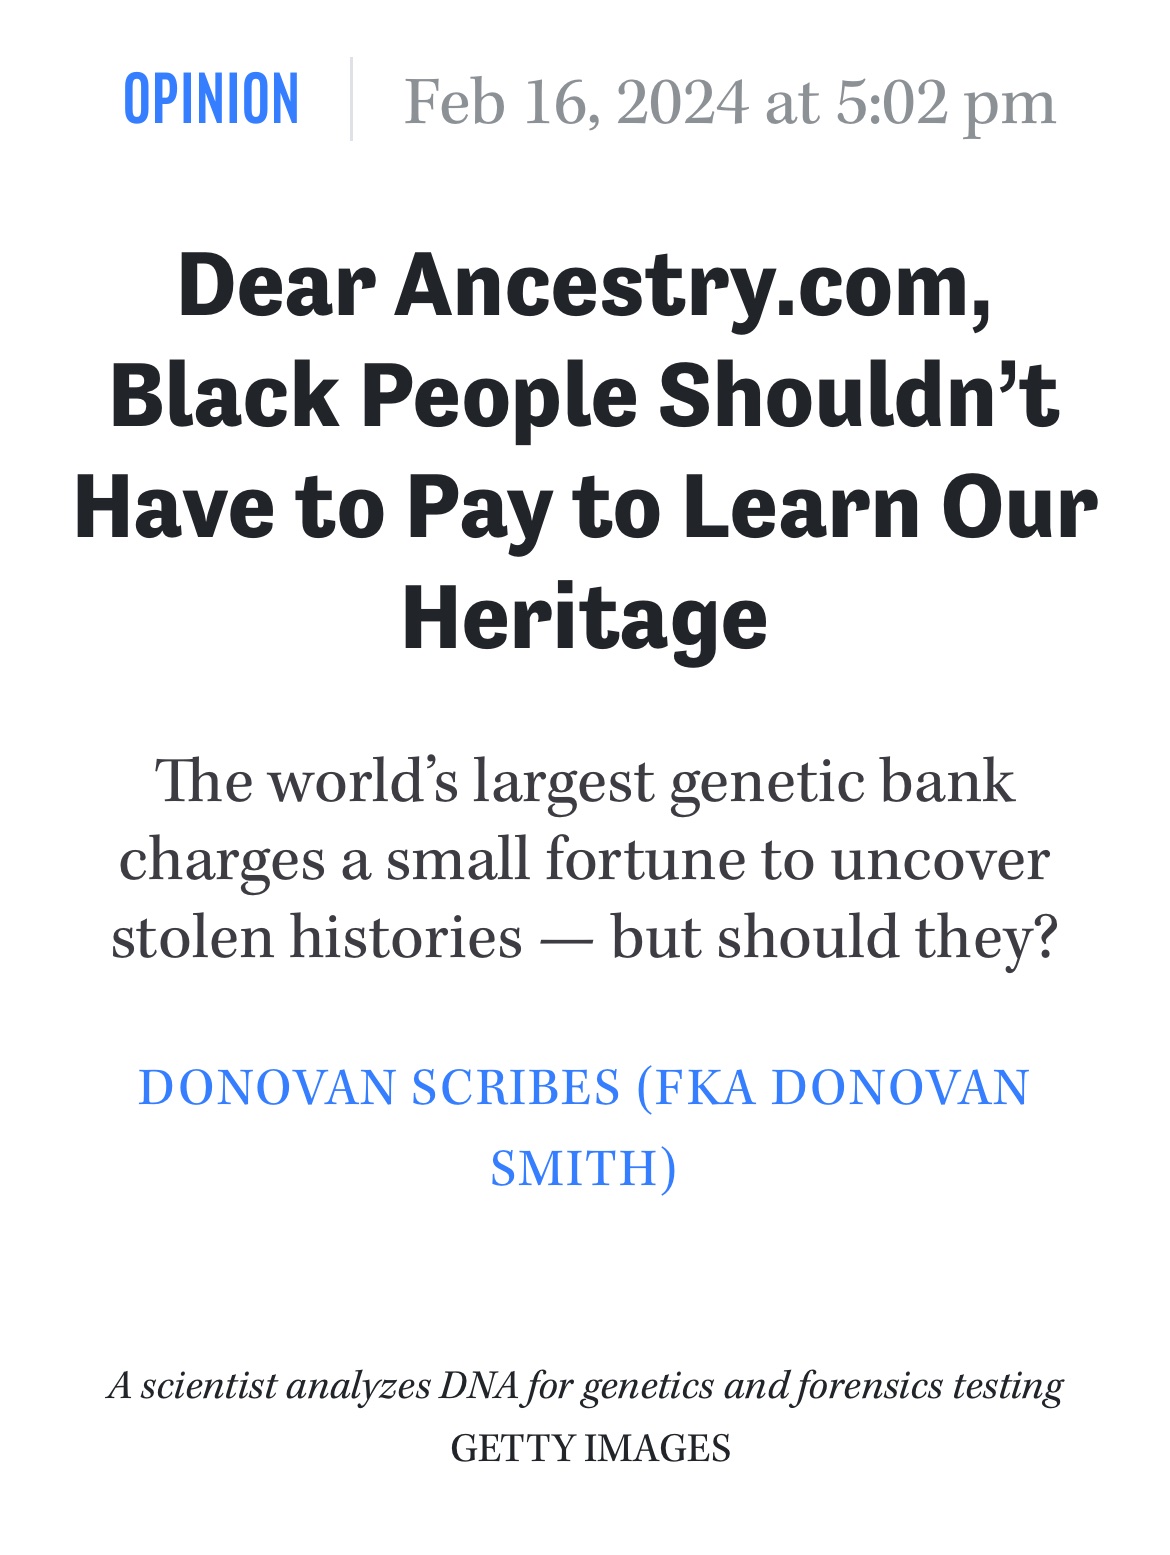 OPINION | Feb 16, 2024 at 5:02 pm
Dear Ancestry.com,
Black People Shouldn’t
Have to Pay to Learn Our
Heritage
The world’s largest genetic bank
charges a small fortune to uncover
stolen histories — but should they?
DONOVAN SCRIBES (FKA DONOVAN
SMITH)
A scientist analyzes DNA for genetics and forensics testing
GETTY IMAGES